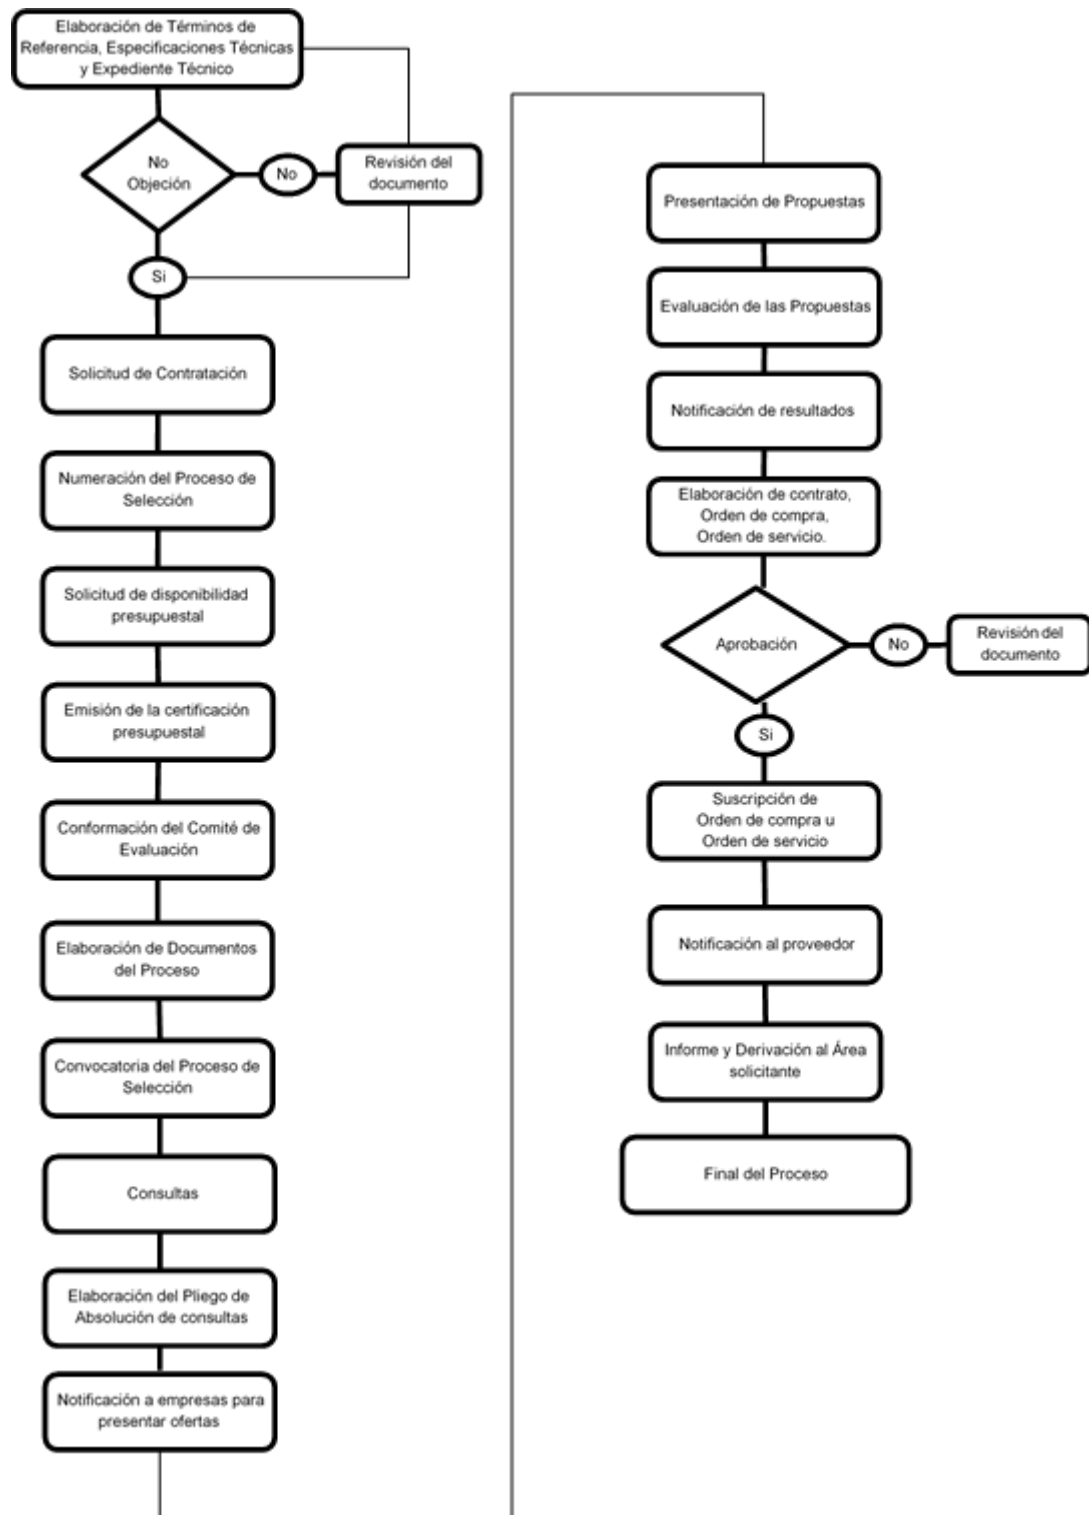 Elaboración de Términos de
Referencia, Especificaciones Técnicas
y Expediente Técnico
No
Objeción
No
Revisión del
documento
Si
Solicitud de Contratación
Numeración del Proceso de
Selección
Solicitud de disponibilidad
presupuestal
Emisión de la certificación
presupuestal
Conformación del Comité de
Evaluación
Elaboración de Documentos
del Proceso
Convocatoria del Proceso de
Selección
Consultas
Elaboración del Pliego de
Absolución de consultas
Notificación a empresas para
presentar ofertas
Presentación de Propuestas
Evaluación de las Propuestas
Notificación de resultados
Elaboración de contrato,
Orden de compra,
Orden de servicio.
Aprobación
No
Revisión del
documento
Si
Suscripción de
Orden de compra u
Orden de servicio
Notificación al proveedor
Informe y Derivación al Área
solicitante
Final del Proceso